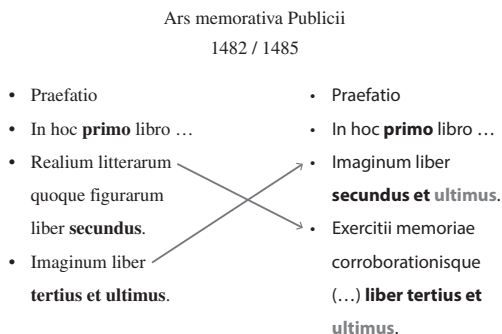 Ars memorativa Publicii
1482 / 1485
• Praefatio
• In hoc primo libro …
• Realium litterarum
quoque figurarum
liber secundus.
• Imaginum liber
tertius et ultimus.
• Praefatio
• In hoc primo libro …
• Imaginum liber
secundus et ultimus.
• Exercitii memoriae
corroborationisque
(…) liber tertius et
ultimus.